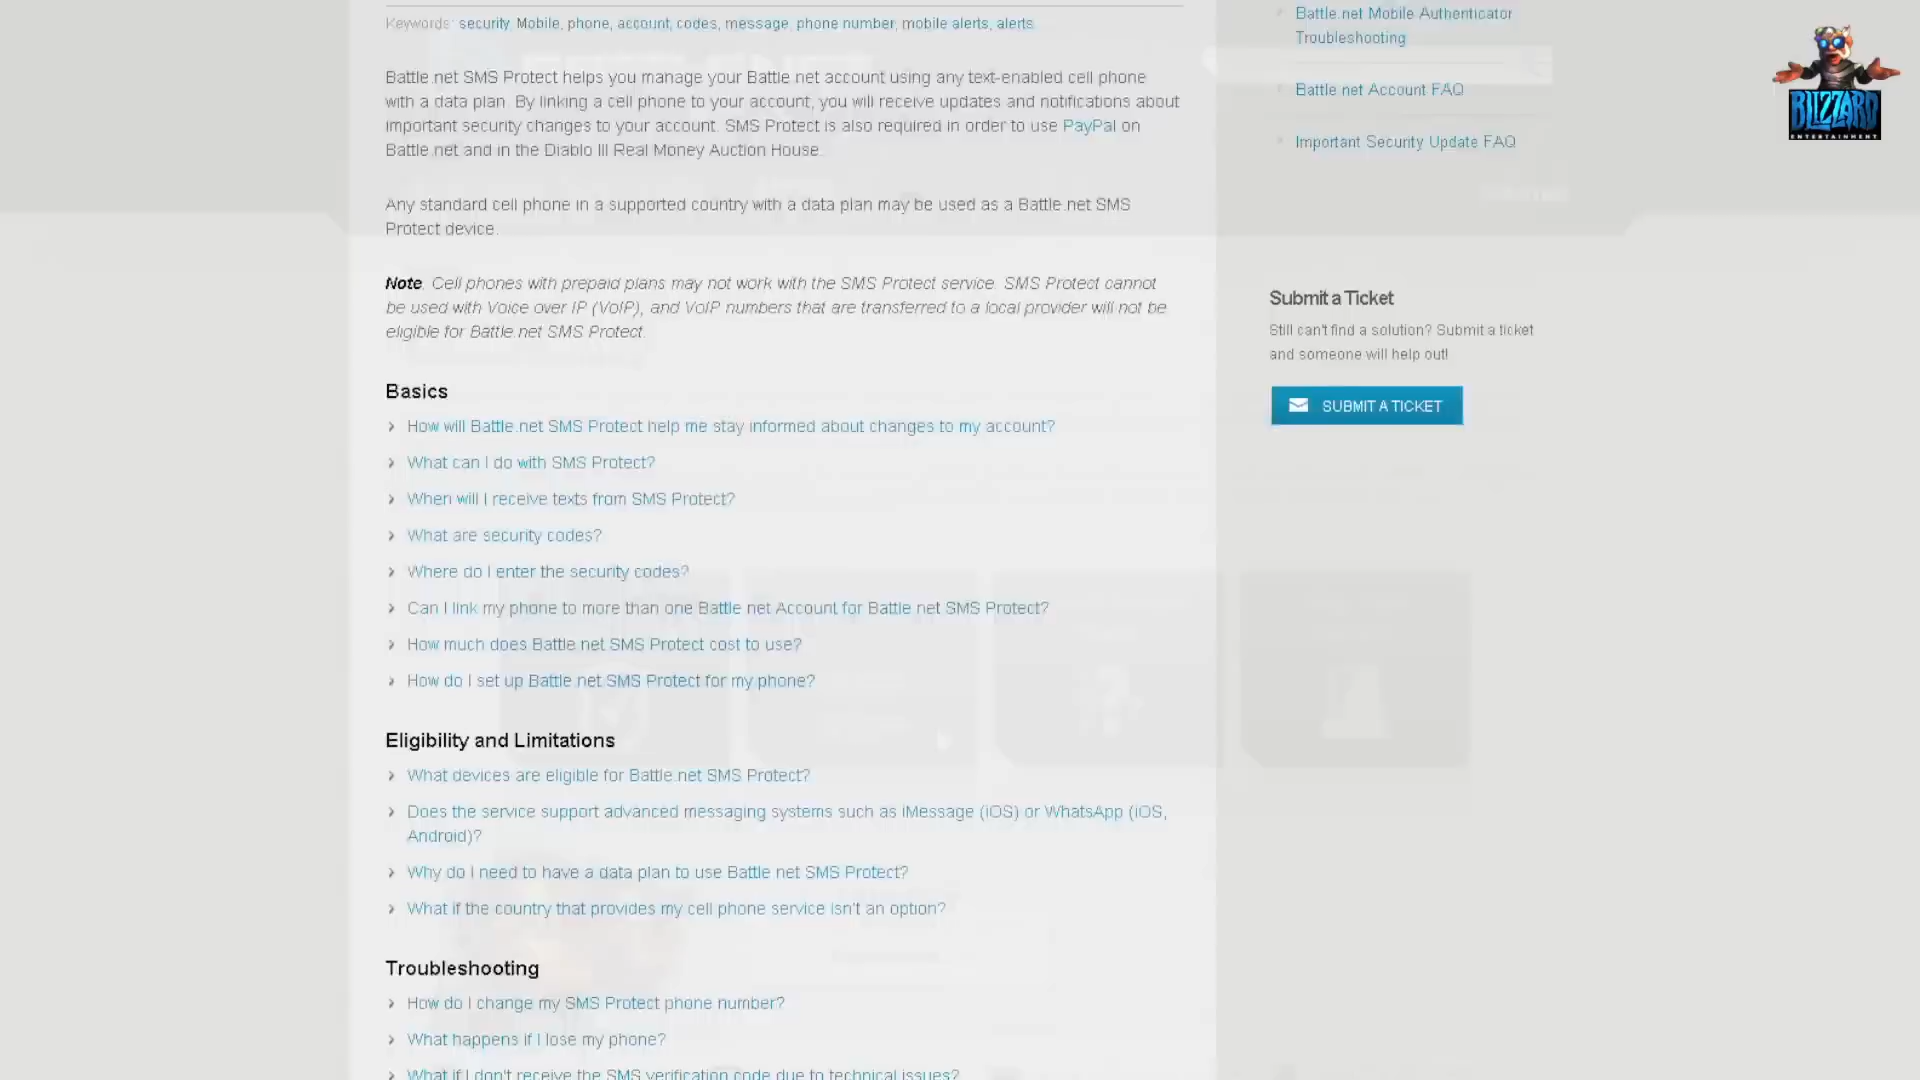 Keywords: security, Mobile, phone, account, codes, message, phone number, mobile alerts, alerts
Battle.net SMS Protect helps you manage your Battle.net account using any text-enabled cell phone
with a data plan. By linking a cell phone to your account, you will receive updates and notifications about
important security changes to your account. SMS Protect is also required in order to use PayPal on
Battle.net and in the Diablo III Real Money Auction House.
Any standard cell phone in a supported country with a data plan may be used as a Battle.net SMS
Protect device.
Note: Cell phones with prepaid plans may not work with the SMS Protect service. SMS Protect cannot
be used with Voice over IP (VoIP), and VoIP numbers that are transferred to a local provider will not be
eligible for Battle.net SMS Protect.
Basics
How will Battle.net SMS Protect help me stay informed about changes to my account?
What can I do with SMS Protect?
When will I receive texts from SMS Protect?
What are security codes?
Where do I enter the security codes?
Can I link my phone to more than one Battle.net Account for Battle.net SMS Protect?
How much does Battle.net SMS Protect cost to use?
How do I set up Battle.net SMS Protect for my phone?
Eligibility and Limitations
What devices are eligible for Battle.net SMS Protect?
Does the service support advanced messaging systems such as iMessage (iOS) or WhatsApp (iOS,
Android)?
Why do I need to have a data plan to use Battle.net SMS Protect?
What if the country that provides my cell phone service isn't an option?
Troubleshooting
How do I change my SMS Protect phone number?
What happens if I lose my phone?
What if I don't receive the SMS verification code due to technical issues?
Battle.net Mobile Authenticator
Troubleshooting
Battle.net Account FAQ
Important Security Update FAQ
Submit a Ticket
Still can't find a solution? Submit a ticket
and someone will help out!
SUBMIT A TICKET
BLIZZARD
ENTERTAINMENT